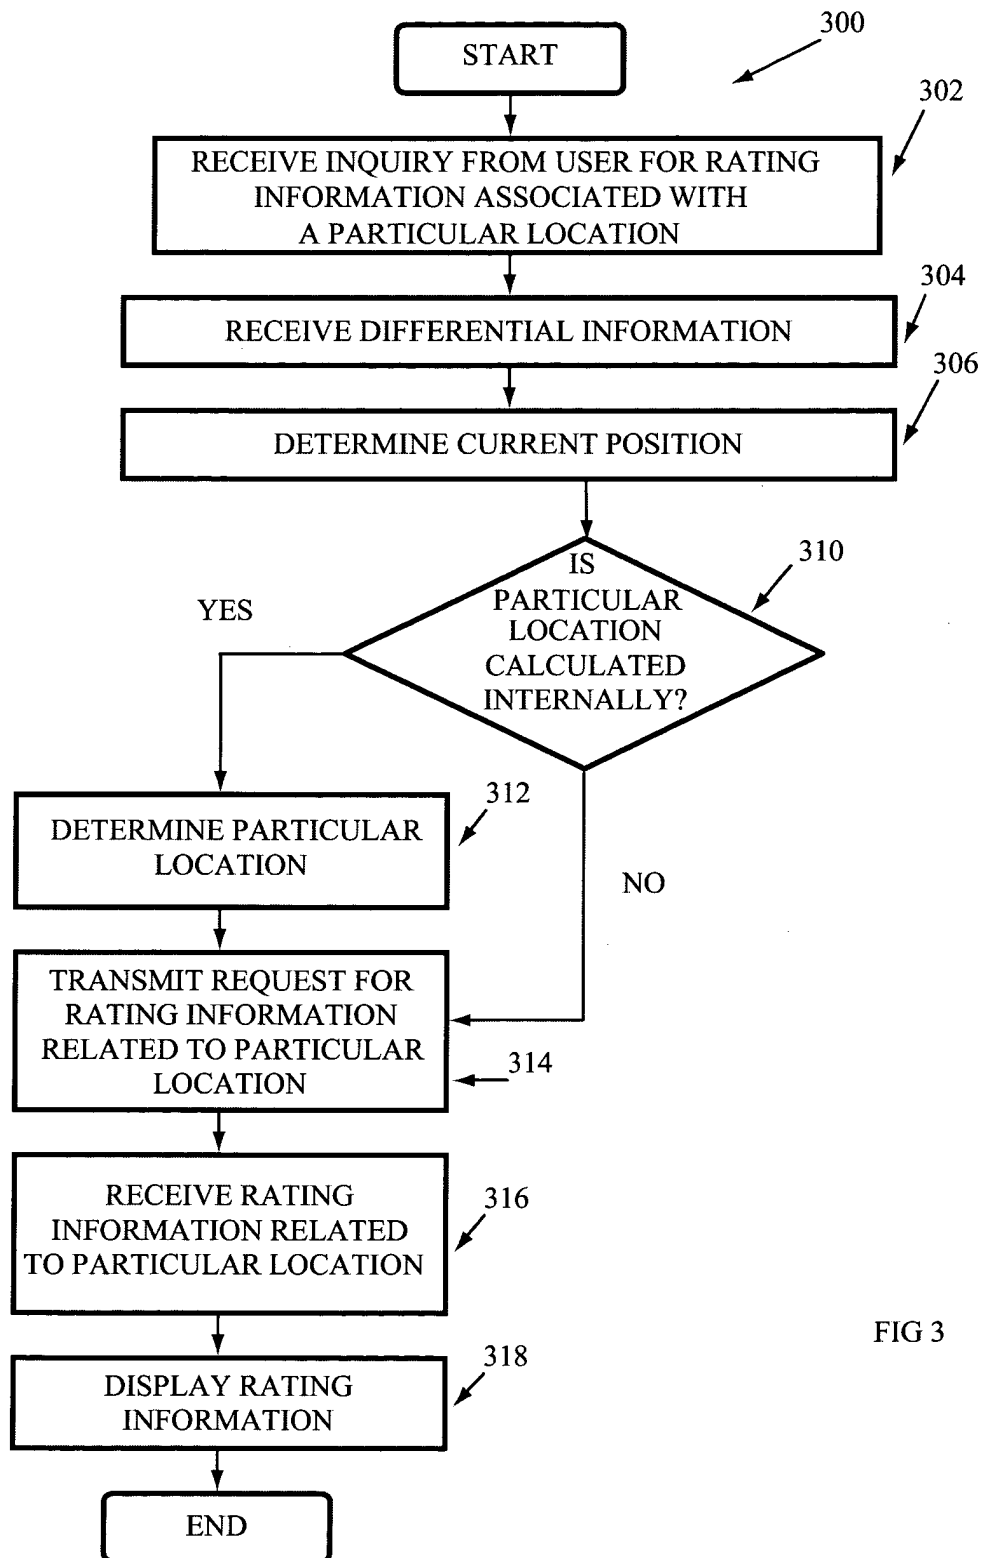 START
300
302
RECEIVE INQUIRY FROM USER FOR RATING
INFORMATION ASSOCIATED WITH
A PARTICULAR LOCATION
304
RECEIVE DIFFERENTIAL INFORMATION
306
DETERMINE CURRENT POSITION
310
IS
PARTICULAR
LOCATION
CALCULATED
INTERNALLY?
YES
312
DETERMINE PARTICULAR
LOCATION
NO
TRANSMIT REQUEST FOR
RATING INFORMATION
RELATED TO PARTICULAR
LOCATION
314
RECEIVE RATING
INFORMATION RELATED
TO PARTICULAR LOCATION
316
FIG 3
318
DISPLAY RATING
INFORMATION
END